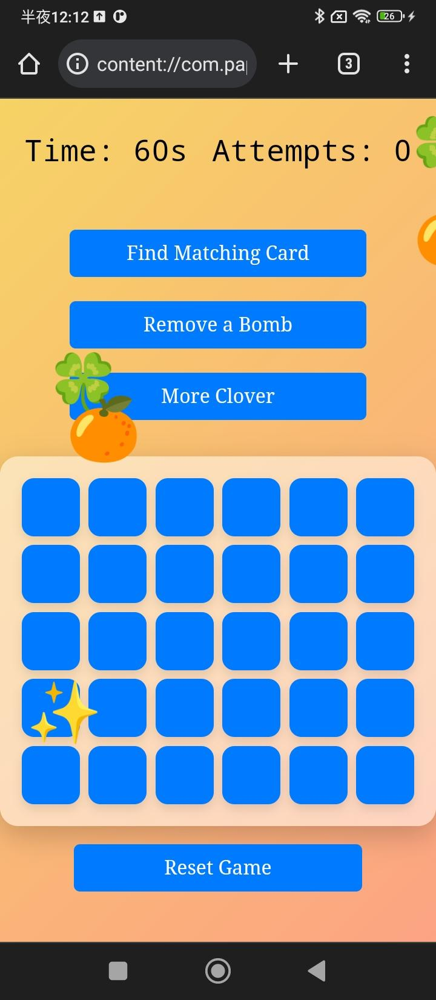 半夜12:12
26
content://com.pa
3
Time: 60s Attempts: 0
Find Matching Card
Remove a Bomb
More Clover
Reset Game